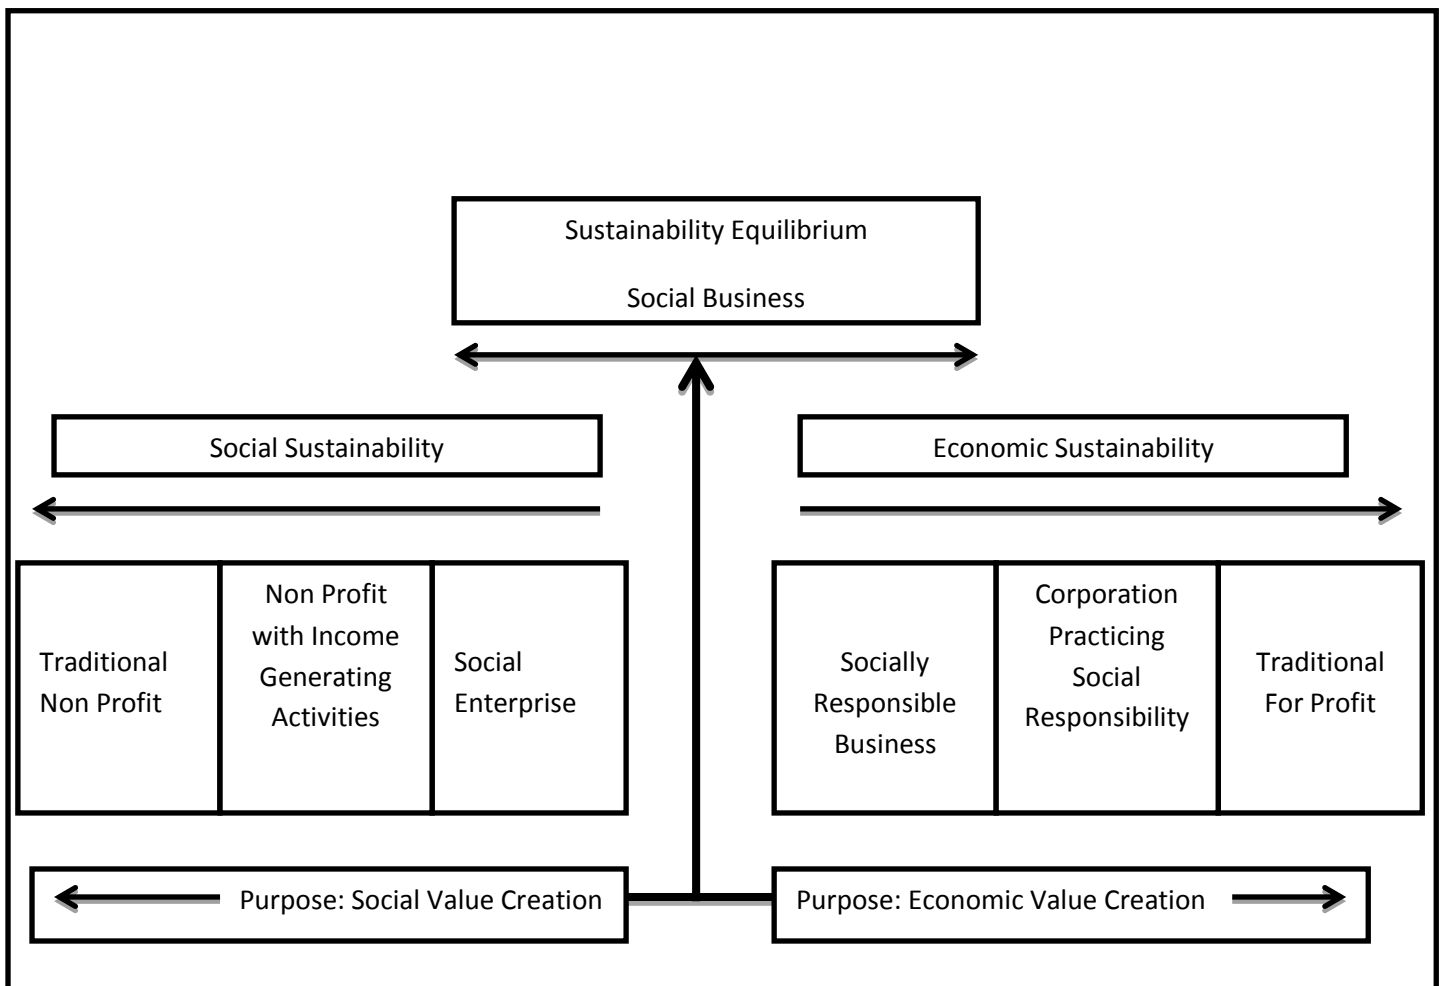 Sustainability Equilibrium
Social Business
Social Sustainability
Economic Sustainability
Traditional
Non Profit
Non Profit
with Income
Generating
Activities
Social
Enterprise
Socially
Responsible
Business
Corporation
Practicing
Social
Responsibility
Traditional
For Profit
Purpose: Social Value Creation
Purpose: Economic Value Creation